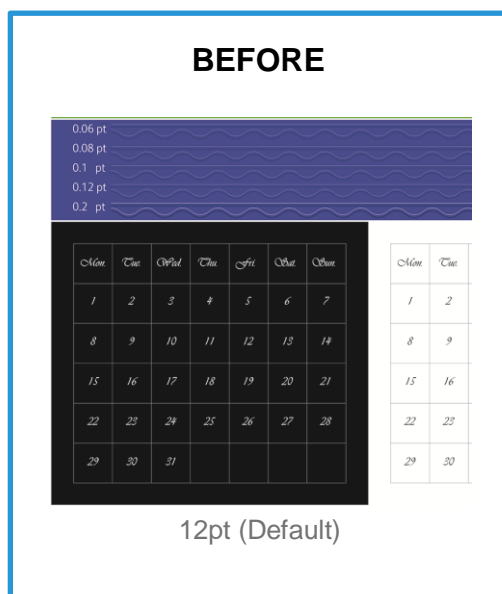 BEFORE
0.06 pt
0.08 pt
0.1 pt
0.12 pt
0.2 pt
Mon. Tue. Wed. Thu. Fri. Sat. Sun.
1 2 3 4 5 6 7
8 9 10 11 12 13 14
15 16 17 18 19 20 21
22 23 24 25 26 27 28
29 30 31
Mon. Tue.
1 2
8 9
15 16
22 23
29 30
12pt (Default)